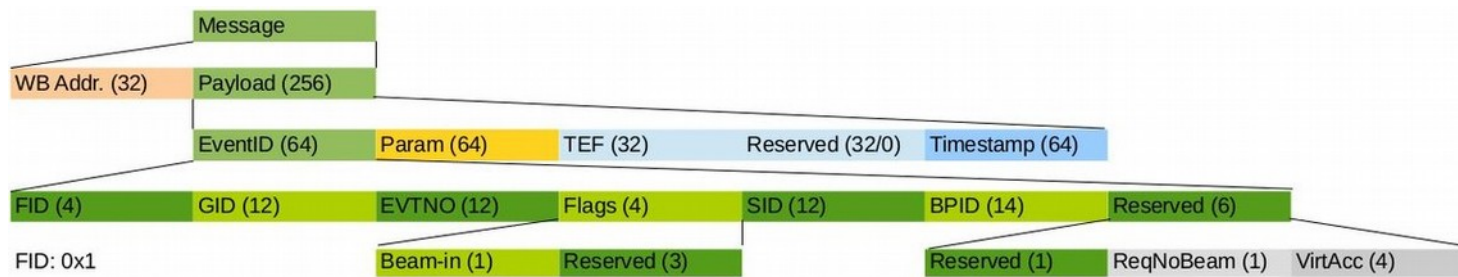 Message
WB Addr. (32) Payload (256)
EventID (64) Param (64) TEF (32) Reserved (32/0) Timestamp (64)
FID (4) GID (12) EVTNO (12) Flags (4) SID (12) BPID (14) Reserved (6)
FID: 0x1 Beam-in (1) Reserved (3) Reserved (1) ReqNoBeam (1) VirtAcc (4)